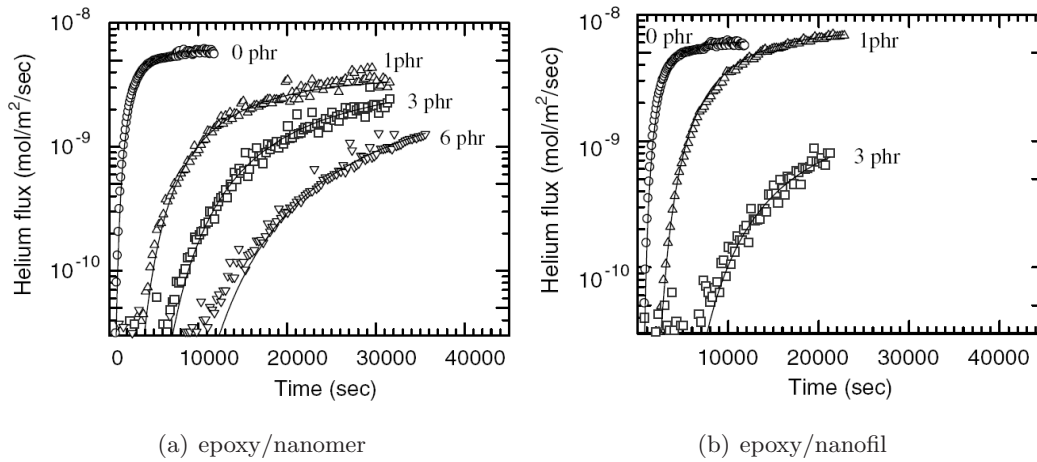 Helium flux (mol/m²/sec)
10⁻⁸
10⁻⁹
10⁻¹⁰
0 phr
1phr
3 phr
6 phr
0 10000 20000 30000 40000
Time (sec)
(a) epoxy/nanomer
Helium flux (mol/m²/sec)
10⁻⁸
10⁻⁹
10⁻¹⁰
0 phr
1phr
3 phr
10000 20000 30000 40000
Time (sec)
(b) epoxy/nanofil